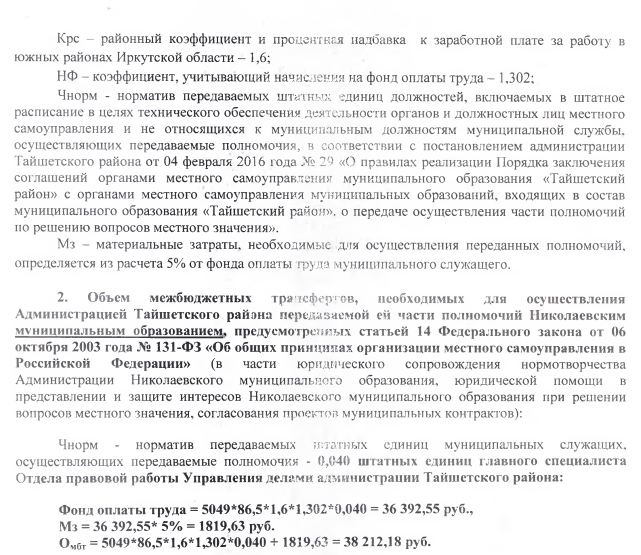 Крс – районный коэффициент и процентная надбавка к заработной плате за работу в
южных районах Иркутской области – 1,6;
НФ – коэффициент, учитывающий начисления на фонд оплаты труда – 1,302;
Чнорм - норматив передаваемых штатных единиц должностей, включаемых в штатное
расписание в целях технического обеспечения деятельности органов и должностных лиц местного
самоуправления и не относящихся к муниципальным должностям муниципальной службы,
осуществляющих передаваемые полномочия, в соответствии с постановлением администрации
Тайшетского района от 04 февраля 2016 года № 29 «О правилах реализации Порядка заключения
соглашений органами местного самоуправления муниципального образования «Тайшетский
район» с органами местного самоуправления муниципальных образований, входящих в состав
муниципального образования «Тайшетский район», о передаче осуществления части полномочий
по решению вопросов местного значения».
Мз – материальные затраты, необходимые для осуществления переданных полномочий,
определяется из расчета 5% от фонда оплаты труда муниципального служащего.
2. Объем межбюджетных трансфертов, необходимых для осуществления
Администрацией Тайшетского района передаваемой ей части полномочий Николаевским
муниципальным образованием, предусмотренных статьей 14 Федерального закона от 06
октября 2003 года № 131-ФЗ «Об общих принципах организации местного самоуправления в
Российской Федерации» (в части юридического сопровождения нормотворчества
Администрации Николаевского муниципального образования, юридической помощи в
представлении и защите интересов Николаевского муниципального образования при решении
вопросов местного значения, согласования проектов муниципальных контрактов):
Чнорм - норматив передаваемых штатных единиц муниципальных служащих,
осуществляющих передаваемые полномочия - 0,040 штатных единиц главного специалиста
Отдела правовой работы Управления делами администрации Тайшетского района:
Фонд оплаты труда = 5049*86,5*1,6*1,302*0,040 = 36 392,55 руб.,
Мз = 36 392,55* 5% = 1819,63 руб.
Омбт = 5049*86,5*1,6*1,302*0,040 + 1819,63 = 38 212,18 руб.